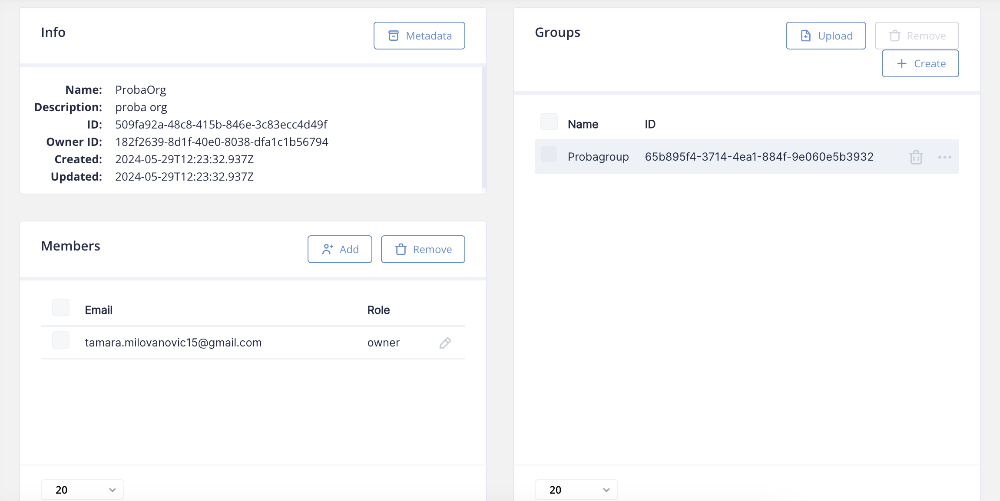 Info
Metadata
Name: ProbaOrg
Description: proba org
ID: 509fa92a-48c8-415b-846e-3c83ecc4d49f
Owner ID: 182f2639-8d1f-40e0-8038-dfa1c1b56794
Created: 2024-05-29T12:23:32.937Z
Updated: 2024-05-29T12:23:32.937Z
Members
Add
Remove
Email Role
tamara.milovanovic15@gmail.com owner
20
Groups
Upload
Remove
Create
Name ID
Probagroup 65b895f4-3714-4ea1-884f-9e060e5b3932
20